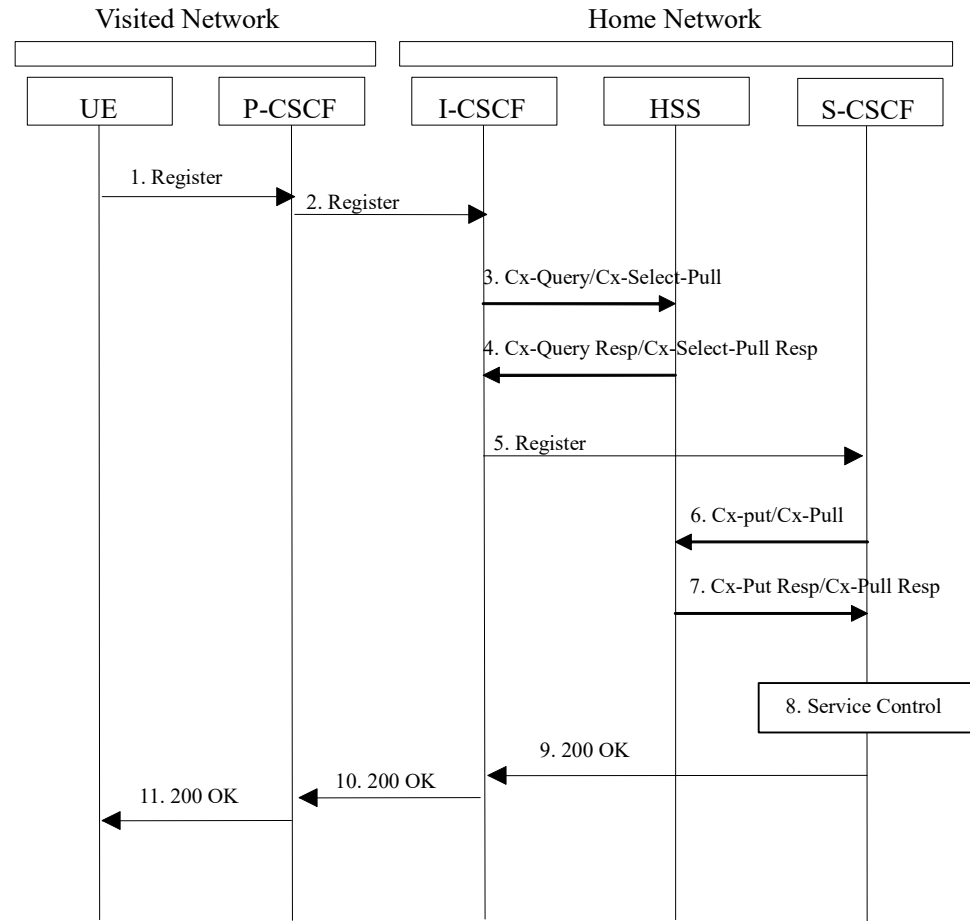 Visited Network
Home Network
UE
P-CSCF
I-CSCF
HSS
S-CSCF
1. Register
2. Register
3. Cx-Query/Cx-Select-Pull
4. Cx-Query Resp/Cx-Select-Pull Resp
5. Register
6. Cx-put/Cx-Pull
7. Cx-Put Resp/Cx-Pull Resp
8. Service Control
9. 200 OK
10. 200 OK
11. 200 OK